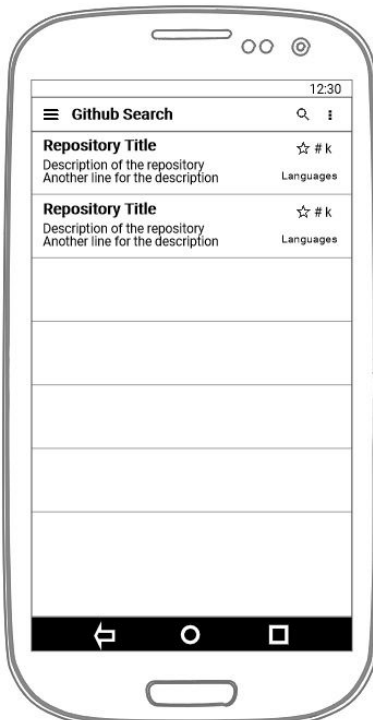 12:30
Github Search
Repository Title
# k
Description of the repository
Another line for the description
Languages
Repository Title
# k
Description of the repository
Another line for the description
Languages